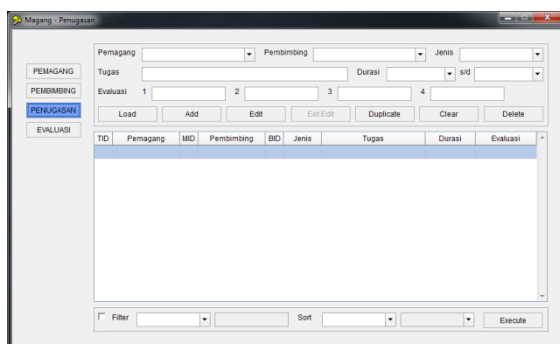 Magang - Penugasan
Pemagang Pembimbing Jenis
PEMAGANG Tugas Durasi s/d
PEMBIMBING Evaluasi 1 2 3 4
PENUGASAN Load Add Edit Exit Edit Duplicate Clear Delete
EVALUASI
TID Pemagang MID Pembimbing BID Jenis Tugas Durasi Evaluasi
Filter Sort Execute